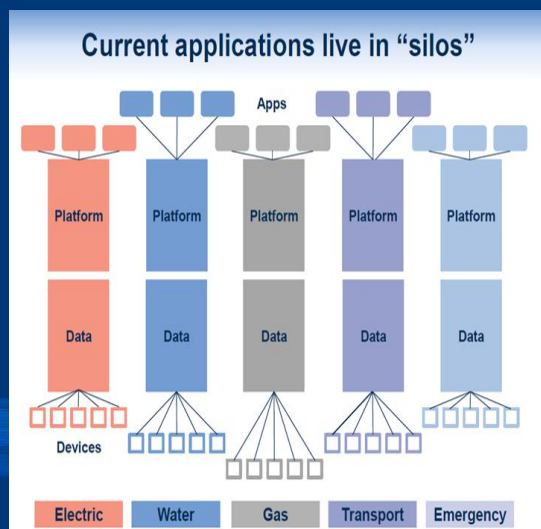 Current applications live in “silos”
Apps
Platform Platform Platform Platform Platform
Data Data Data Data Data
Devices
Electric Water Gas Transport Emergency